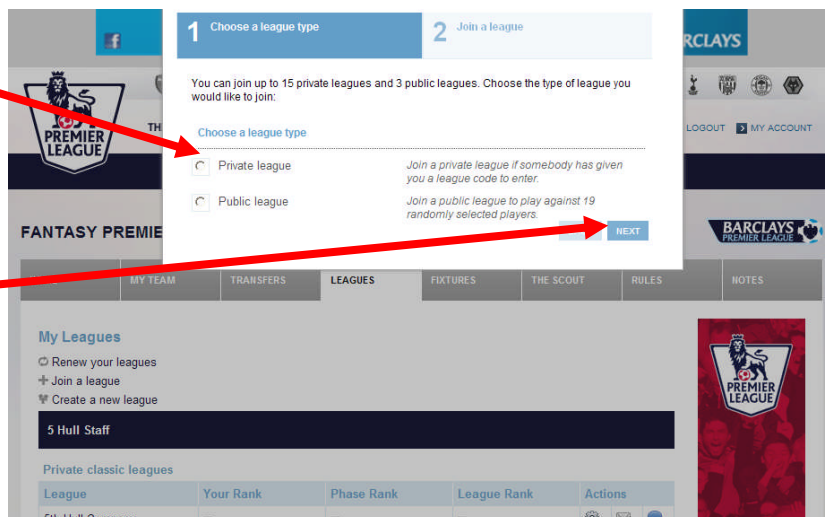 1 Choose a league type
2 Join a league
RCLAYS
You can join up to 15 private leagues and 3 public leagues. Choose the type of league you
would like to join:
PREMIER
LEAGUE
TH
LOGOUT MY ACCOUNT
Choose a league type
Private league
Join a private league if somebody has given
you a league code to enter.
Public league
Join a public league to play against 19
randomly selected players.
NEXT
FANTASY PREMIE
BARCLAYS
PREMIER LEAGUE
MY TEAM TRANSFERS LEAGUES FIXTURES THE SCOUT RULES NOTES
My Leagues
Renew your leagues
Join a league
Create a new league
PREMIER
LEAGUE
5 Hull Staff
Private classic leagues
League Your Rank Phase Rank League Rank Actions